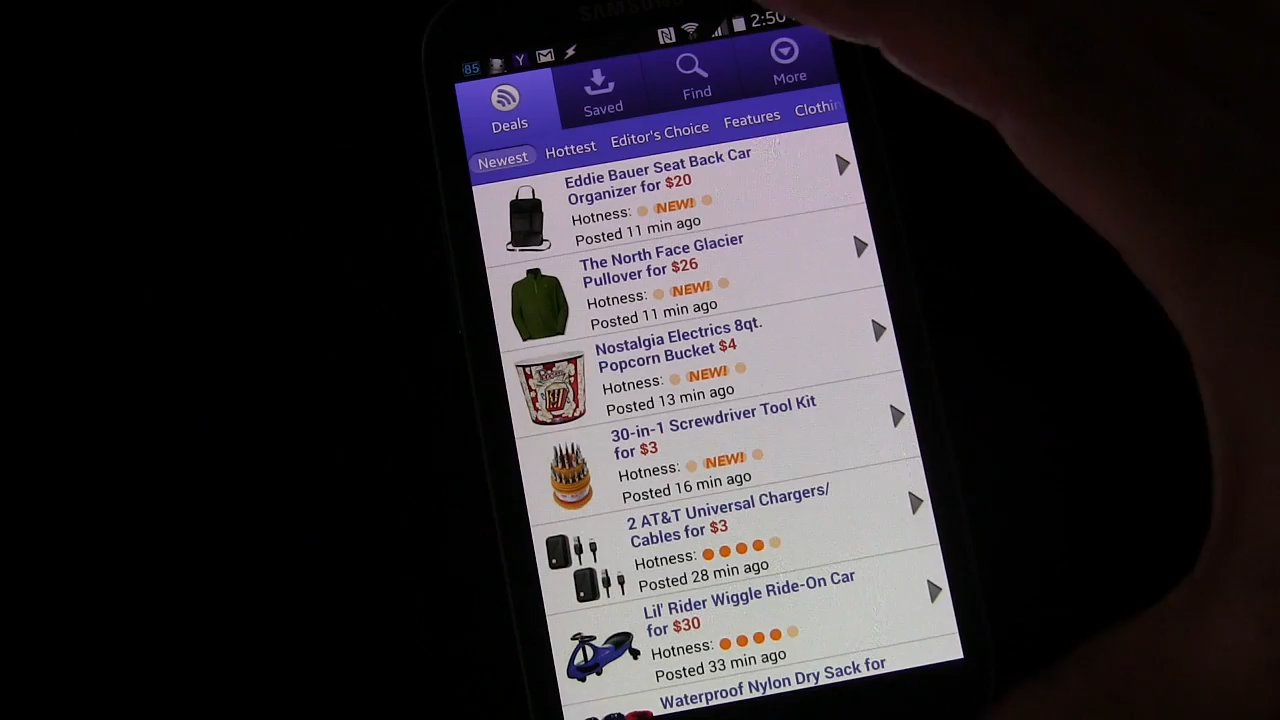 SAMSUNG
85 Y 2:50
Deals
Saved
Find
More
Newest Hottest Editor's Choice Features Clothin
Eddie Bauer Seat Back Car
Organizer for $20
Hotness: NEW!
Posted 11 min ago
The North Face Glacier
Pullover for $26
Hotness: NEW!
Posted 11 min ago
Nostalgia Electrics 8qt.
Popcorn Bucket $4
Hotness: NEW!
Posted 13 min ago
30-in-1 Screwdriver Tool Kit
for $3
Hotness: NEW!
Posted 16 min ago
2 AT&T Universal Chargers/
Cables for $3
Hotness:
Posted 28 min ago
Lil' Rider Wiggle Ride-On Car
for $30
Hotness:
Posted 33 min ago
Waterproof Nylon Dry Sack for